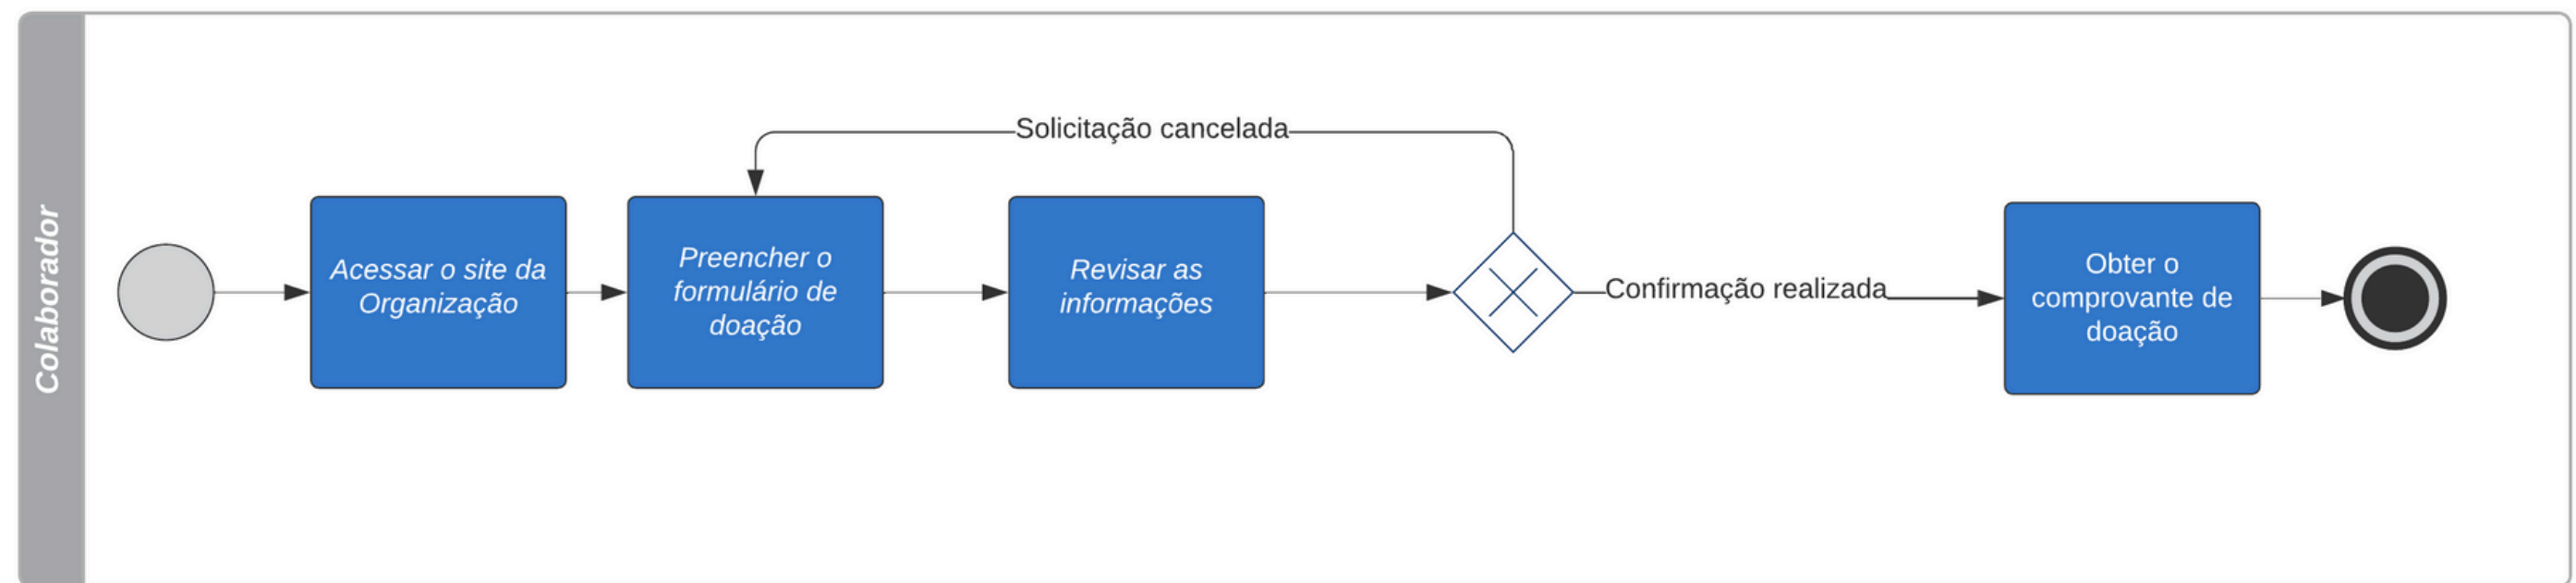 Colaborador
Solicitação cancelada
Acessar o site da
Organização
Preencher o
formulário de
doação
Revisar as
informações
Confirmação realizada
Obter o
comprovante de
doação